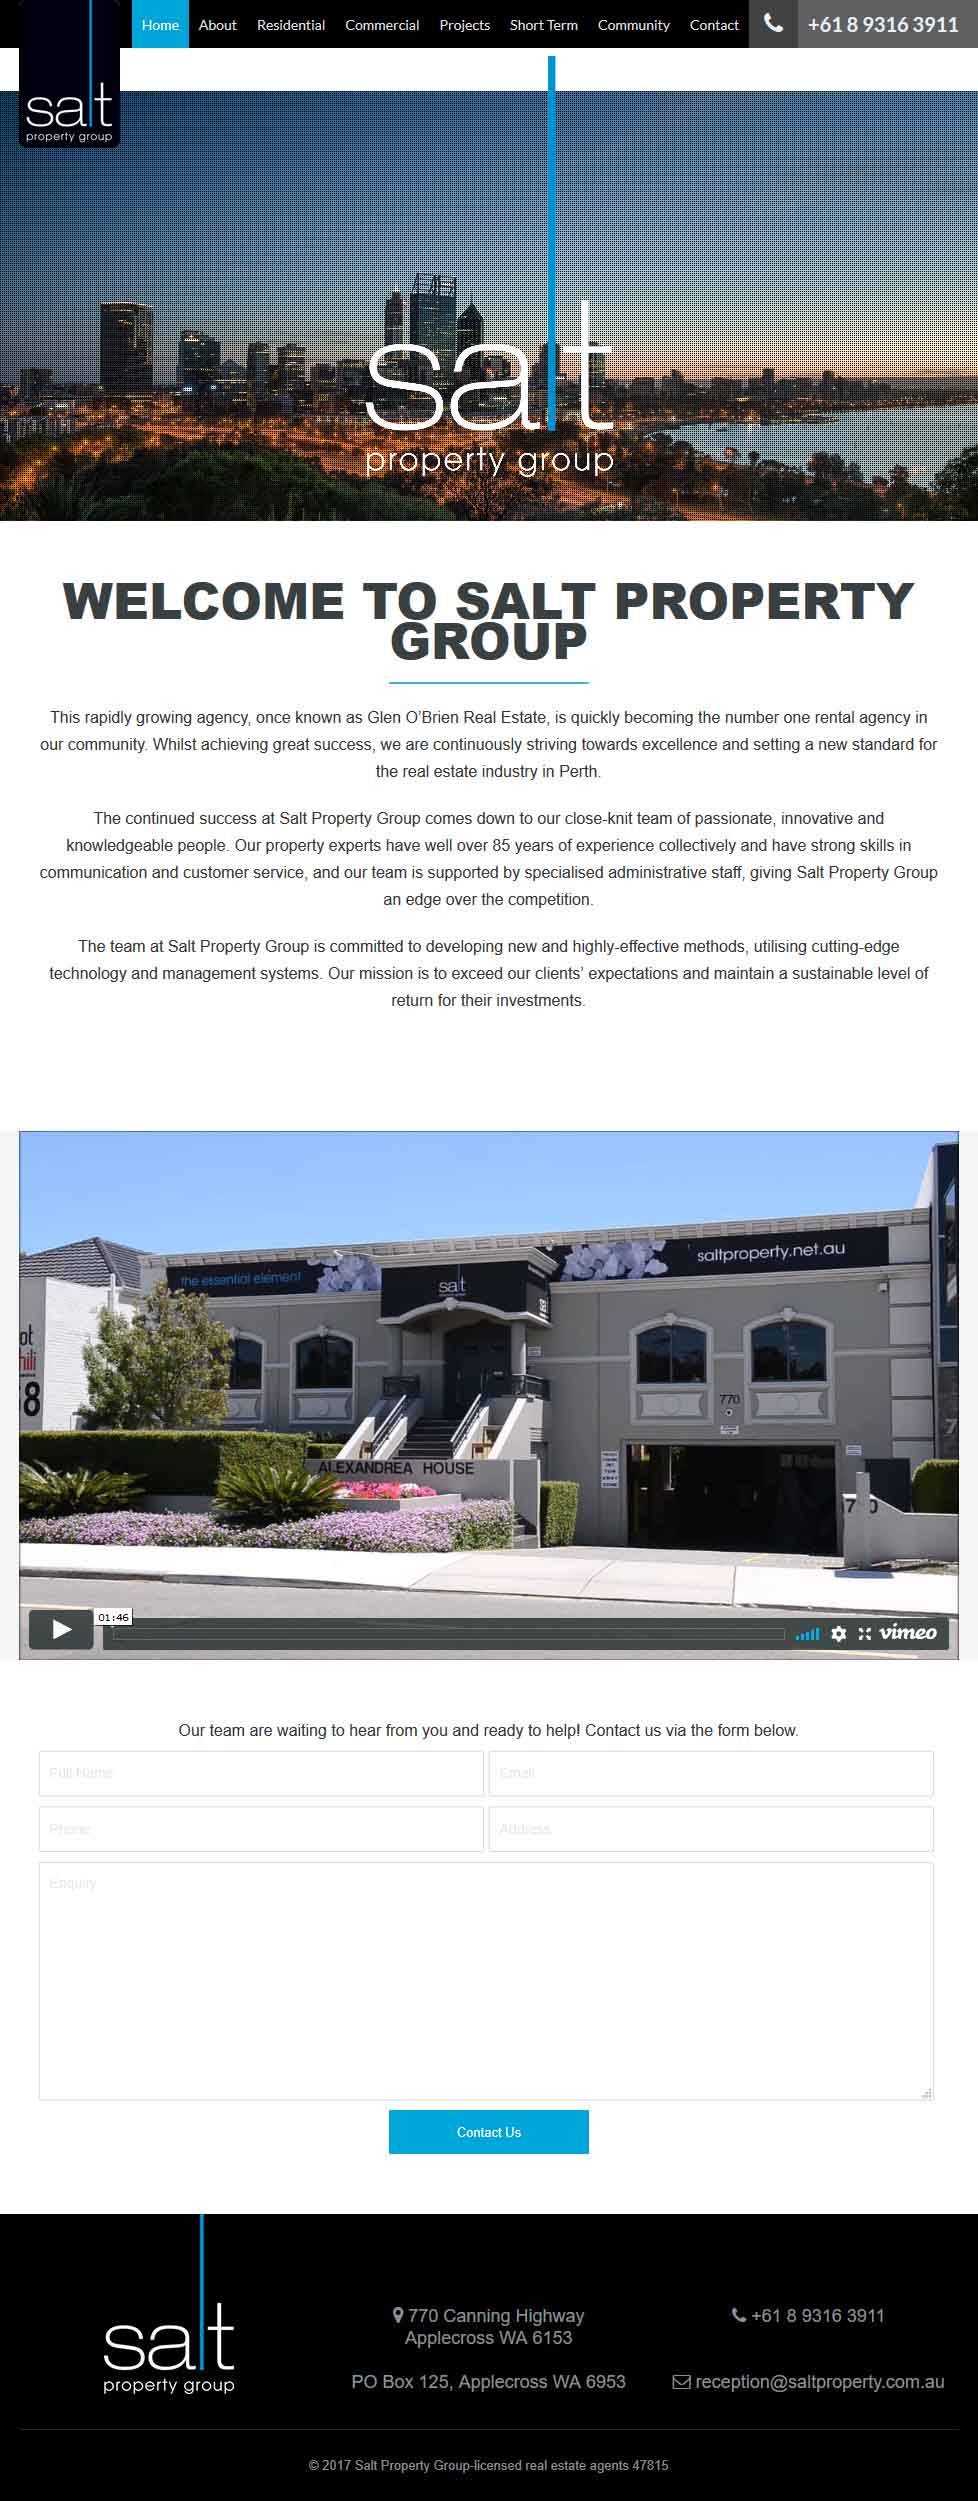 salt
property group
Home About Residential Commercial Projects Short Term Community Contact +61 8 9316 3911
salt
property group
WELCOME TO SALT PROPERTY
GROUP
This rapidly growing agency, once known as Glen O'Brien Real Estate, is quickly becoming the number one rental agency in
our community. Whilst achieving great success, we are continuously striving towards excellence and setting a new standard for
the real estate industry in Perth.
The continued success at Salt Property Group comes down to our close-knit team of passionate, innovative and
knowledgeable people. Our property experts have well over 85 years of experience collectively and have strong skills in
communication and customer service, and our team is supported by specialised administrative staff, giving Salt Property Group
an edge over the competition.
The team at Salt Property Group is committed to developing new and highly-effective methods, utilising cutting-edge
technology and management systems. Our mission is to exceed our clients' expectations and maintain a sustainable level of
return for their investments.
the essential element
salt
saltproperty.net.au
ot
hili
8
770
ALEXANDREA HOUSE
01:46
vimeo
Our team are waiting to hear from you and ready to help! Contact us via the form below.
Full Name Email
Phone Address
Enquiry
Contact Us
salt
property group
770 Canning Highway
Applecross WA 6153
PO Box 125, Applecross WA 6953
+61 8 9316 3911
reception@saltproperty.com.au
© 2017 Salt Property Group-licensed real estate agents 47815